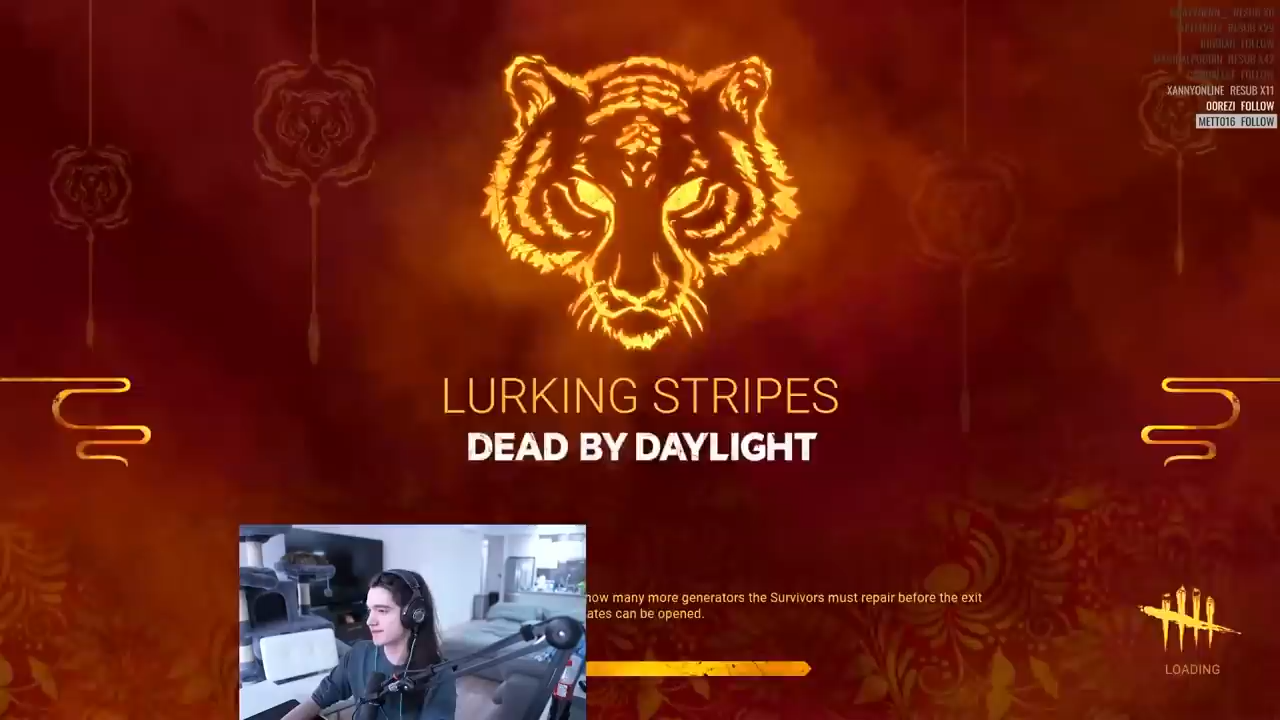 XANNYONLINE RESUB X11
OOREZI FOLLOW
METTO16 FOLLOW
LURKING STRIPES
DEAD BY DAYLIGHT
how many more generators the Survivors must repair before the exit
ates can be opened.
LOADING